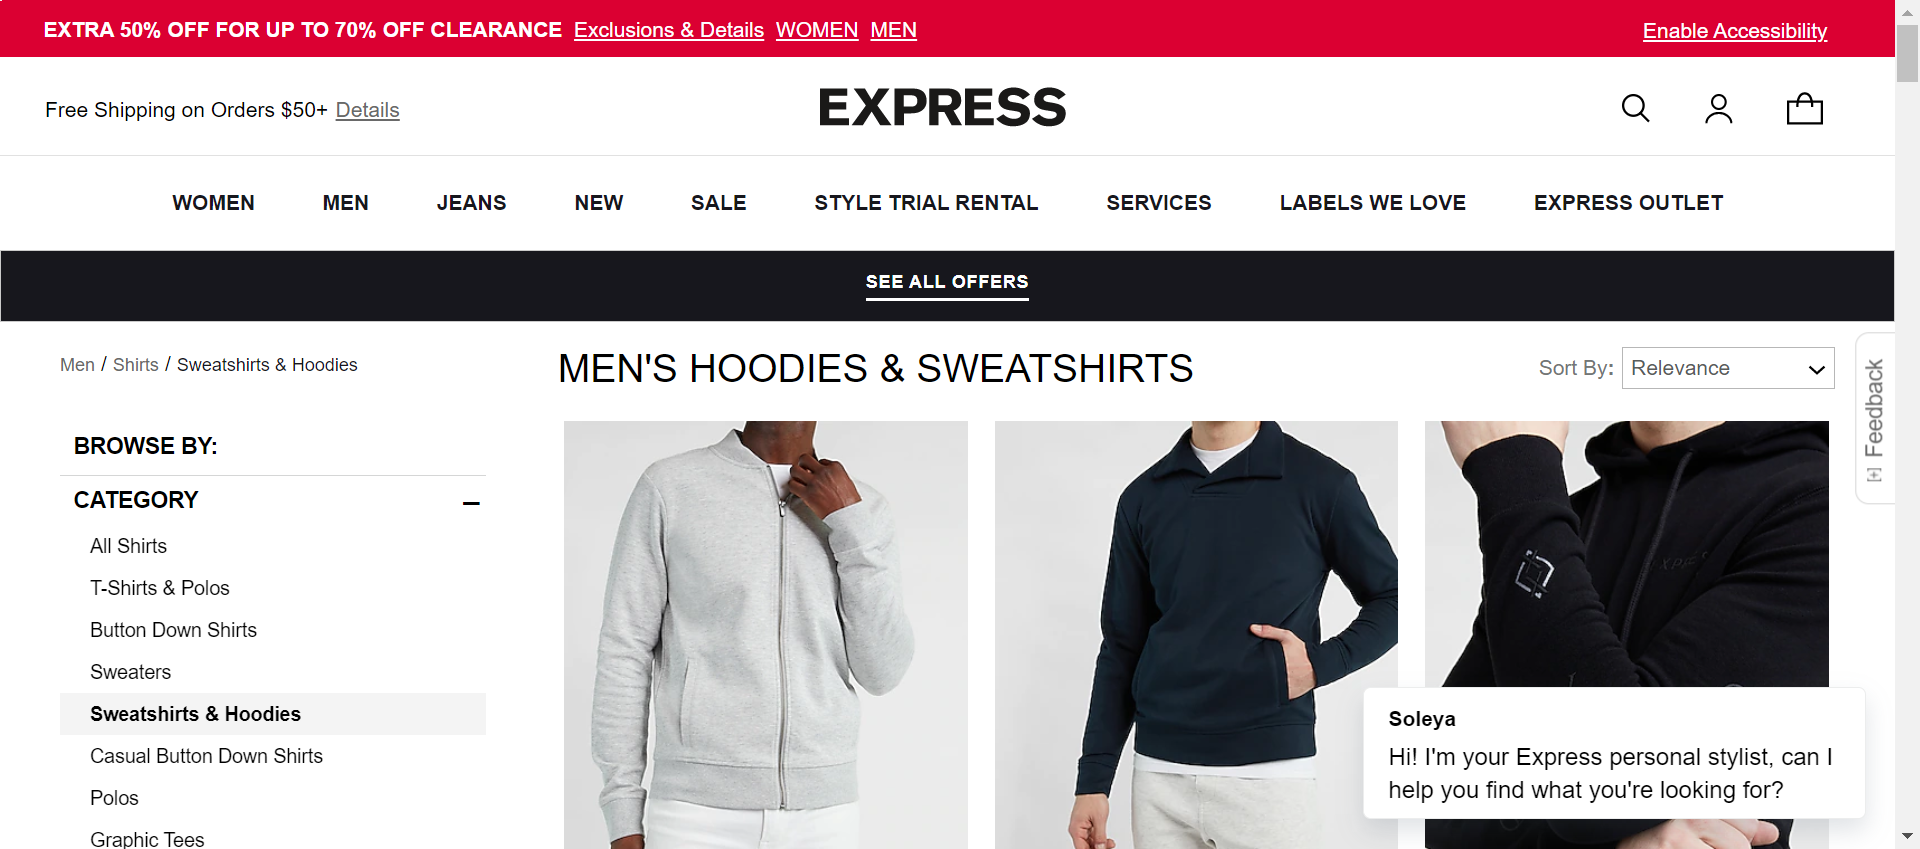 EXTRA 50% OFF FOR UP TO 70% OFF CLEARANCE Exclusions & Details WOMEN MEN Enable Accessibility
Free Shipping on Orders $50+ Details EXPRESS
WOMEN MEN JEANS NEW SALE STYLE TRIAL RENTAL SERVICES LABELS WE LOVE EXPRESS OUTLET
SEE ALL OFFERS
Men / Shirts / Sweatshirts & Hoodies
MEN'S HOODIES & SWEATSHIRTS
Sort By: Relevance
[+] Feedback
BROWSE BY:
CATEGORY
All Shirts
T-Shirts & Polos
Button Down Shirts
Sweaters
Sweatshirts & Hoodies
Casual Button Down Shirts
Polos
Graphic Tees
Soleya
Hi! I'm your Express personal stylist, can I
help you find what you're looking for?